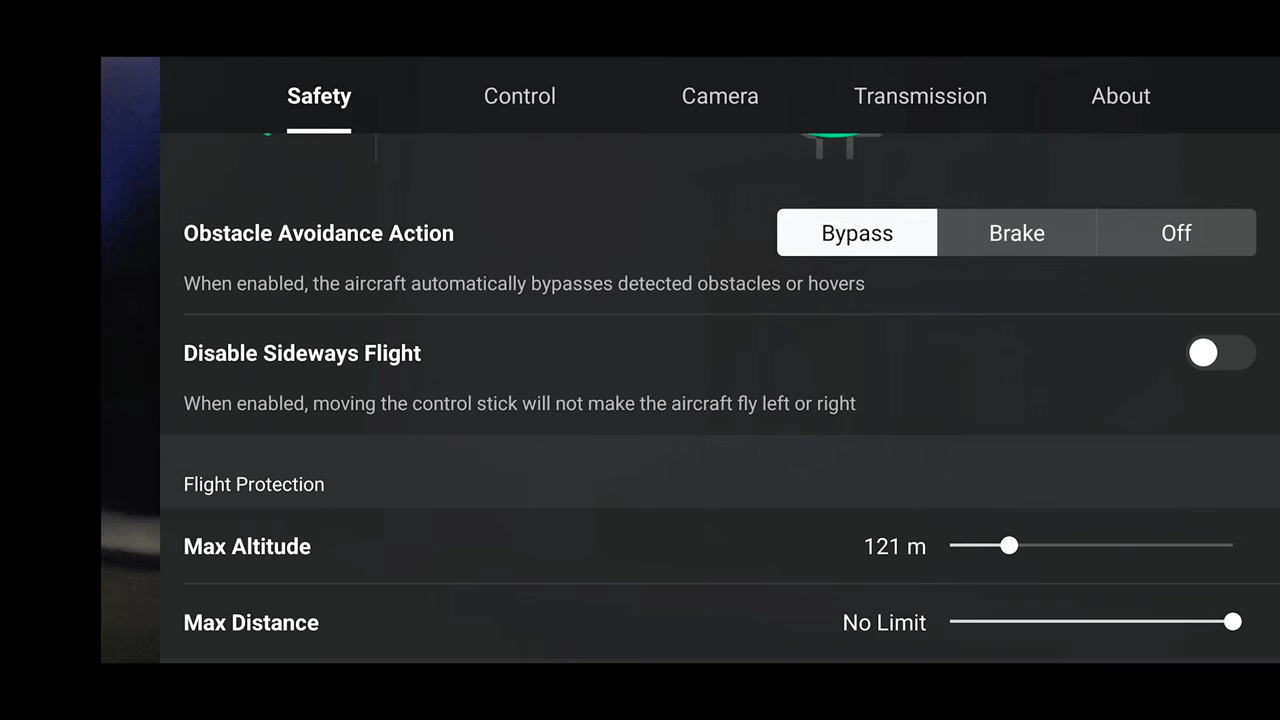 Safety Control Camera Transmission About
Obstacle Avoidance Action Bypass Brake Off
When enabled, the aircraft automatically bypasses detected obstacles or hovers
Disable Sideways Flight
When enabled, moving the control stick will not make the aircraft fly left or right
Flight Protection
Max Altitude 121 m
Max Distance No Limit